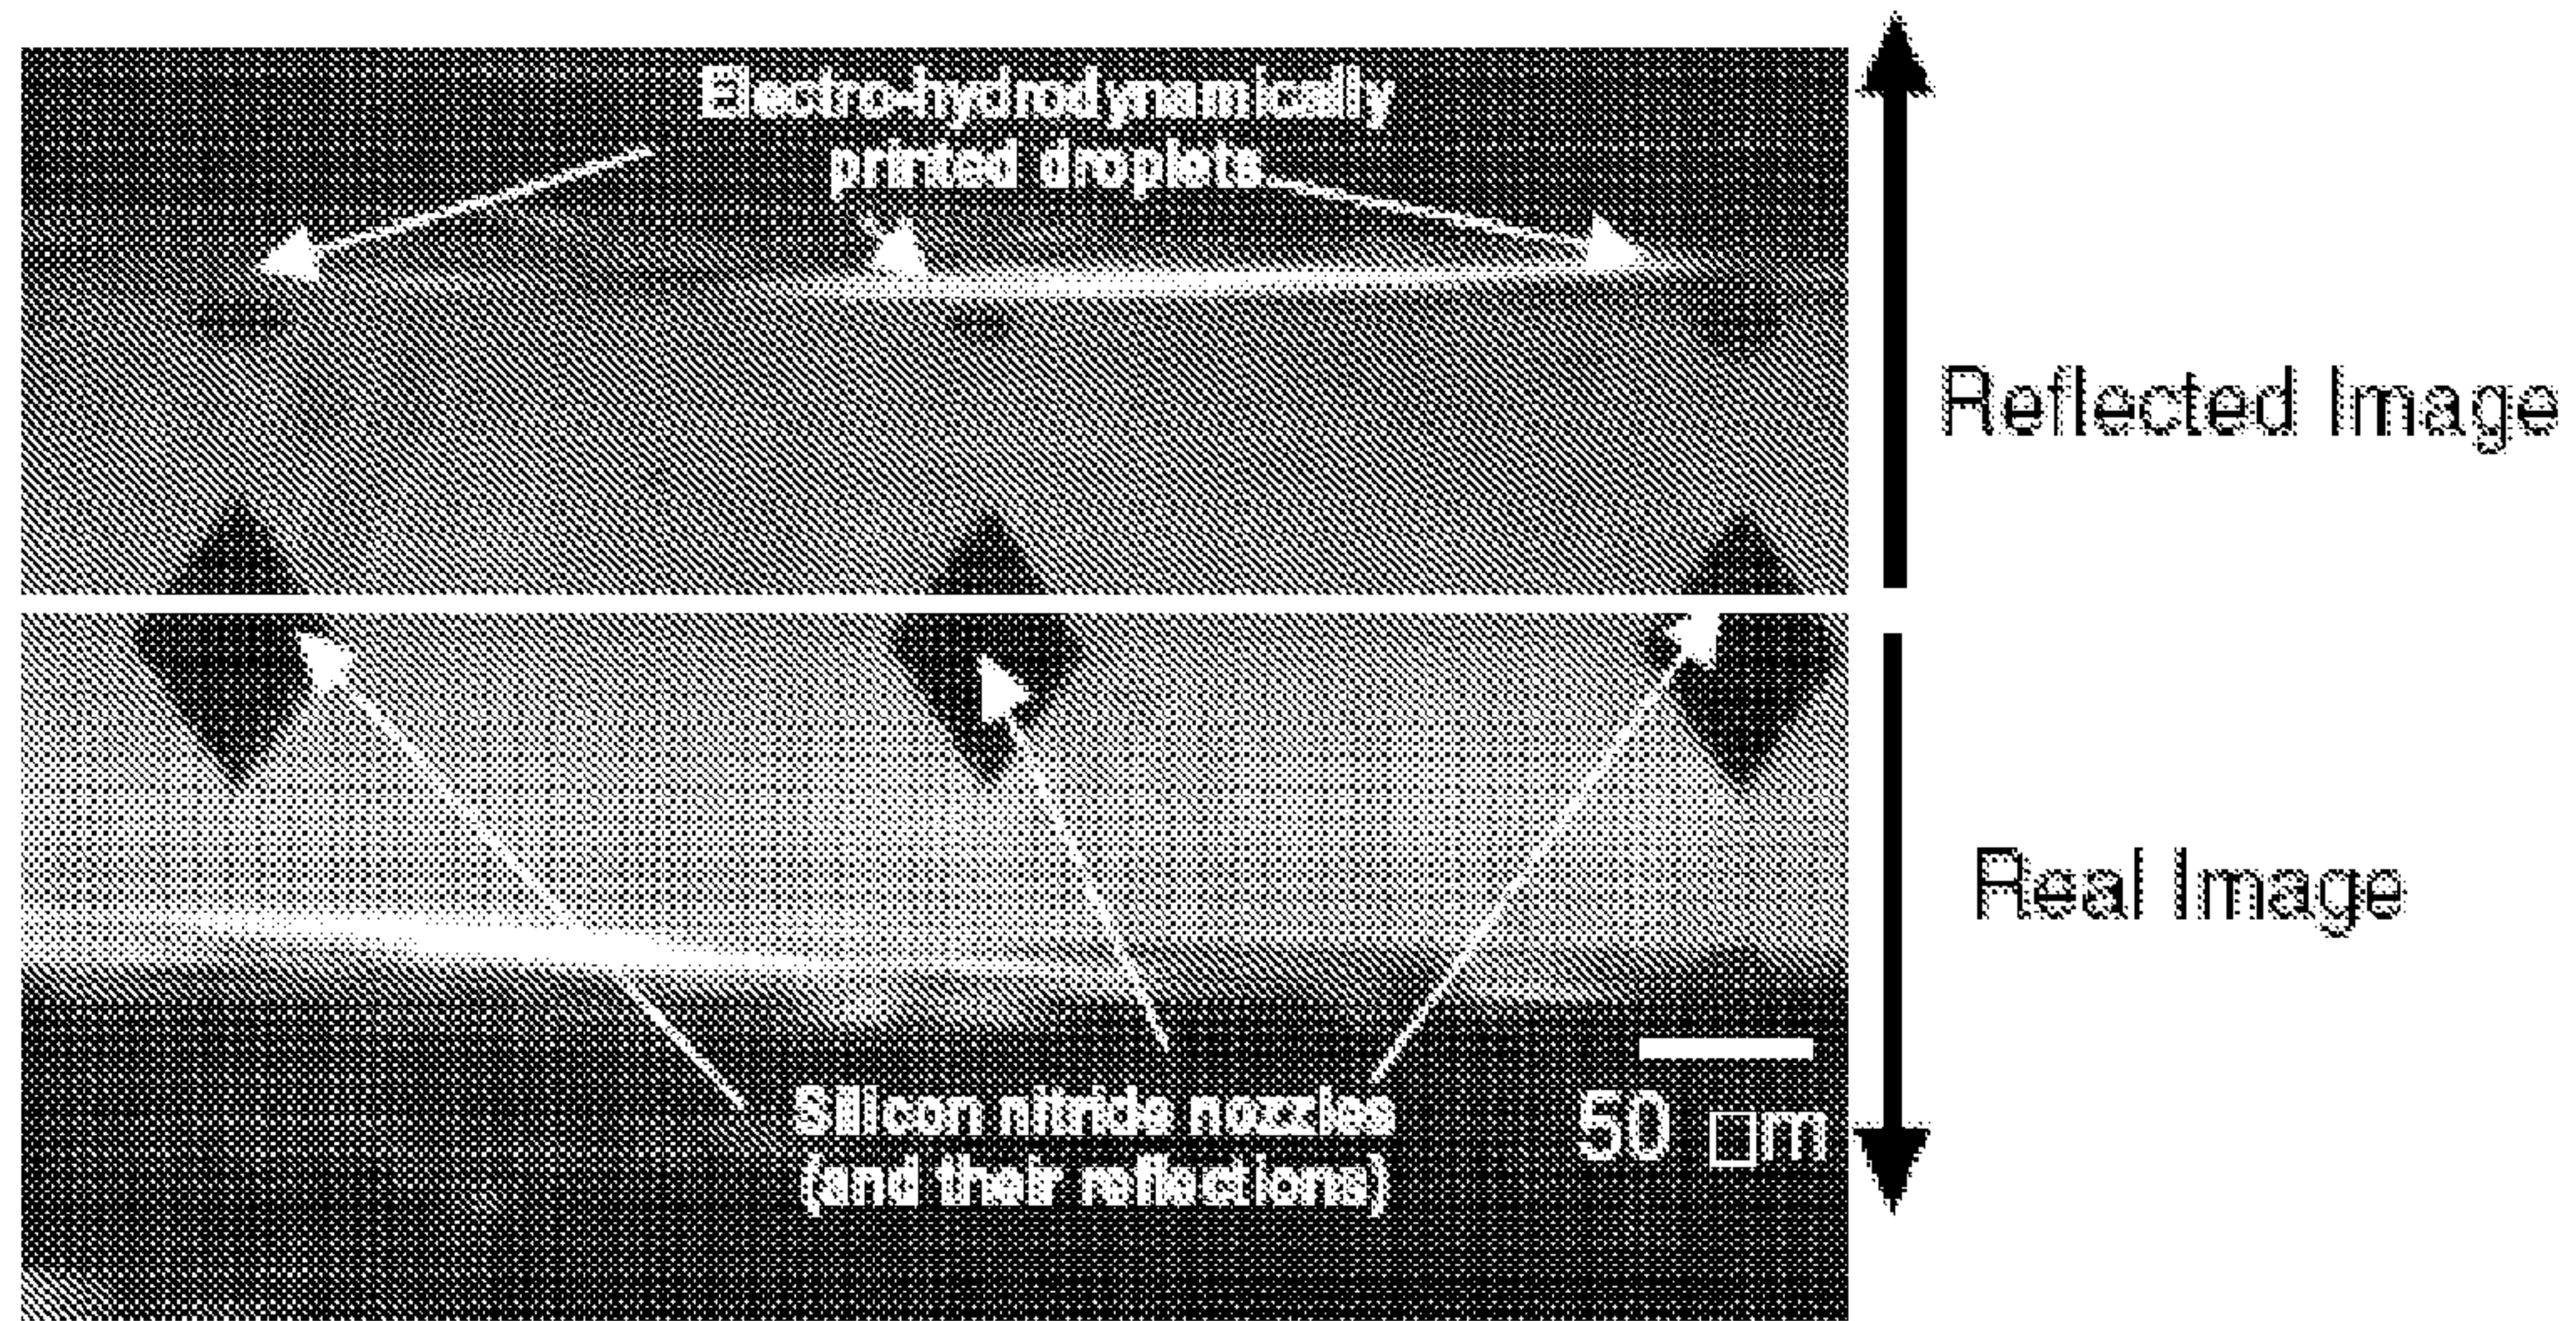 Electro-hydrodynamically
printed droplets
Reflected Image
Real Image
50 □m
Silicon nitride nozzles
(and their reflections)